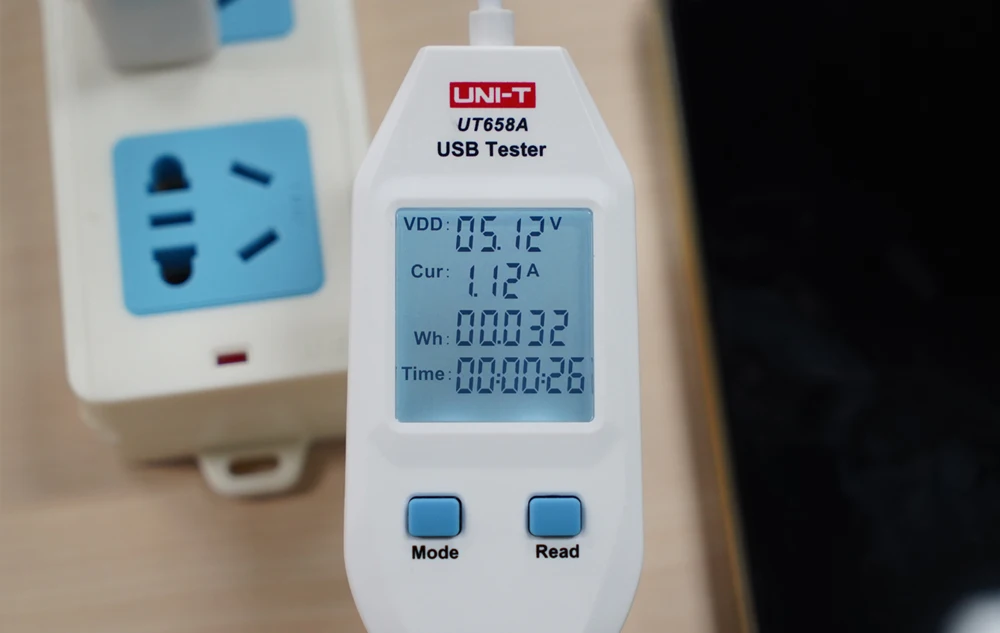 UNI-T
UT658A
USB Tester
VDD: 05.12 V
Cur: 1.12 A
Wh: 00.032
Time: 00:00:26
Mode Read